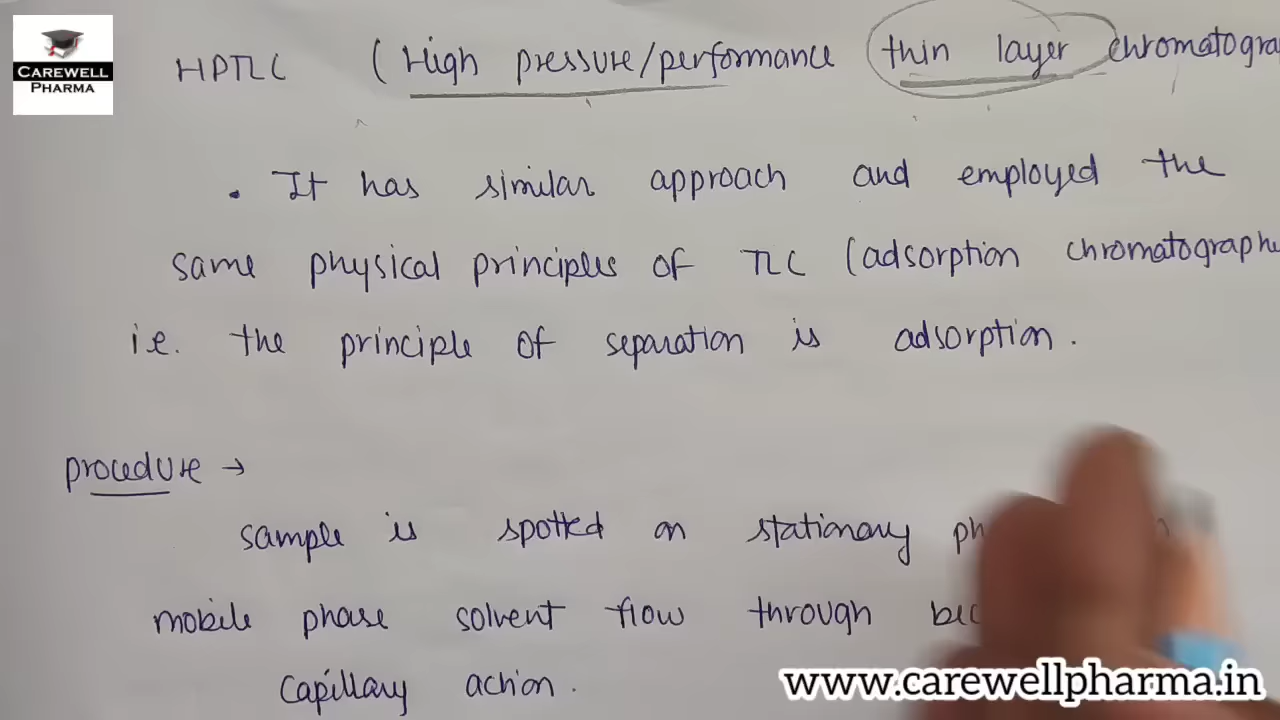 CAREWELL
PHARMA
HPTLC (High pressure/performance thin layer chromatogra
. It has similar approach and employed the
same physical principles of TLC (adsorption chromatographe
i.e. the principle of separation is adsorption.
procedure →
sample is spotted on stationary
mobile phase solvent flow through
capillary action.
www.carewellpharma.in